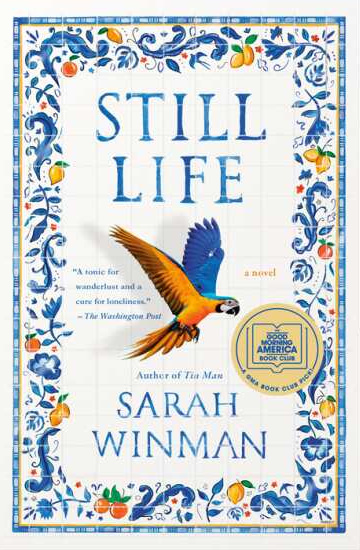 STILL
LIFE
"A tonic for
wanderlust and a
cure for loneliness."
– The Washington Post
a novel
GOOD
MORNING
AMERICA
BOOK CLUB
A GMA BOOK CLUB PICK!
Author of Tin Man
SARAH
WINMAN